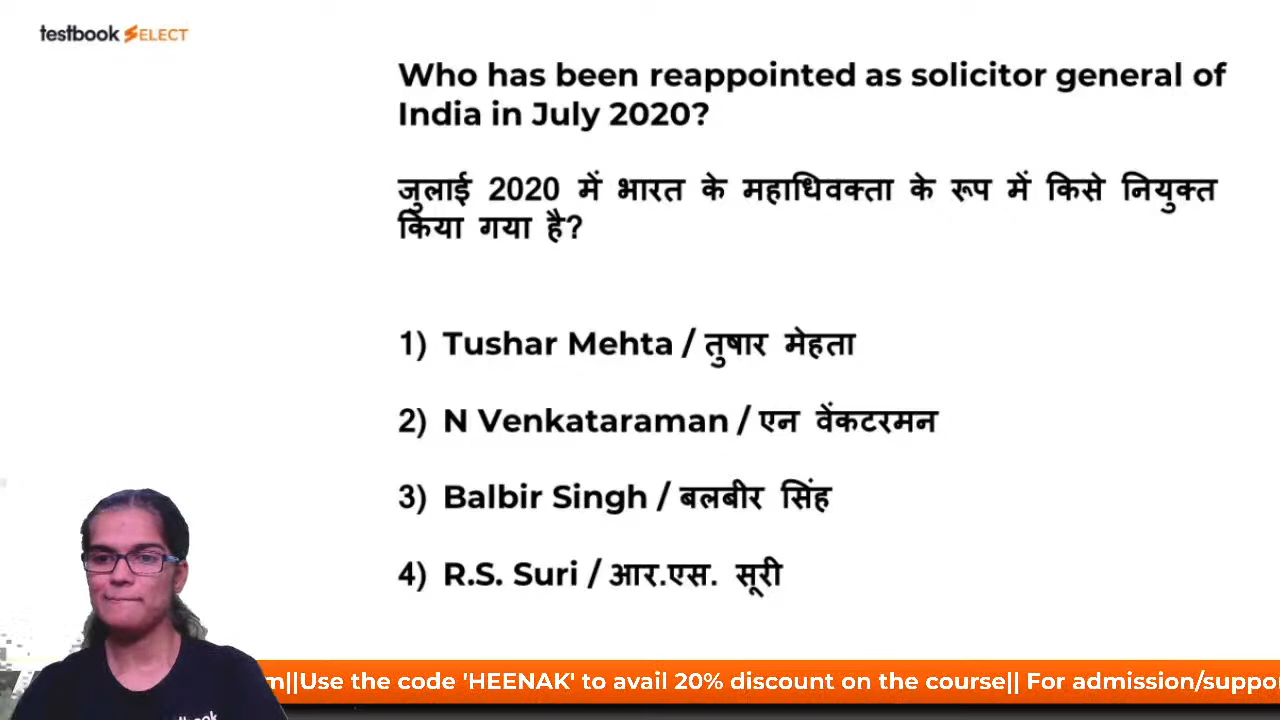 testbook SELECT
Who has been reappointed as solicitor general of
India in July 2020?
जुलाई 2020 में भारत के महाधिवक्ता के रूप में किसे नियुक्त
किया गया है?
1) Tushar Mehta / तुषार मेहता
2) N Venkataraman / एन वेंकटरमन
3) Balbir Singh / बलबीर सिंह
4) R.S. Suri / आर.एस. सूरी
||Use the code 'HEENAK' to avail 20% discount on the course|| For admission/suppo